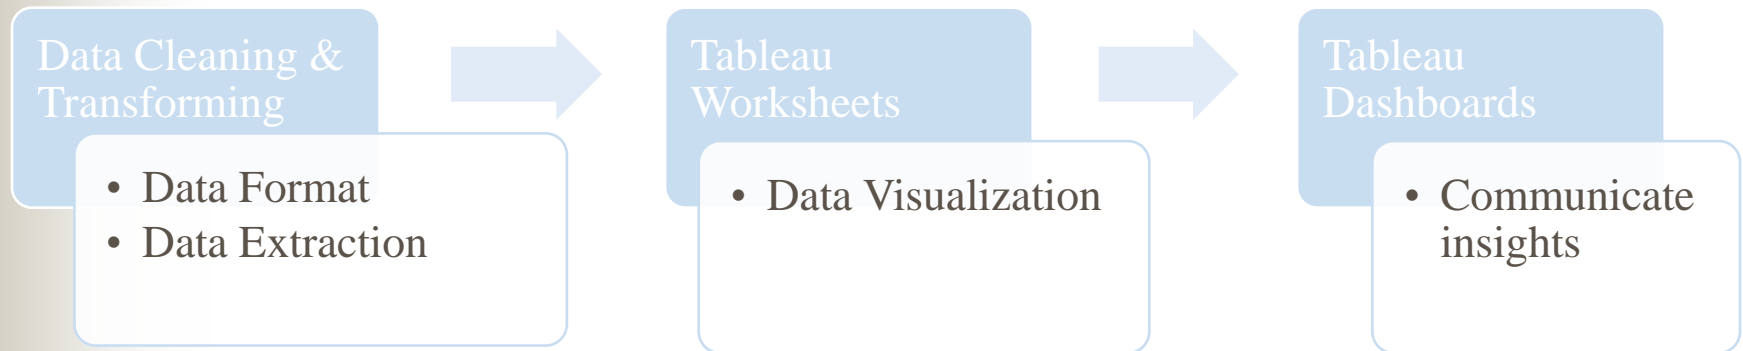 Data Cleaning &
Transforming
• Data Format
• Data Extraction
Tableau
Worksheets
• Data Visualization
Tableau
Dashboards
• Communicate
insights